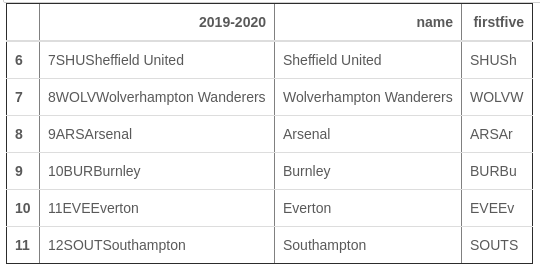 2019-2020 name firstfive
6 7SHUSheffield United Sheffield United SHUSh
7 8WOLVWolverhampton Wanderers Wolverhampton Wanderers WOLVW
8 9ARSArsenal Arsenal ARSAr
9 10BURBurnley Burnley BURBu
10 11EVEEverton Everton EVEEv
11 12SOUTSouthampton Southampton SOUTS